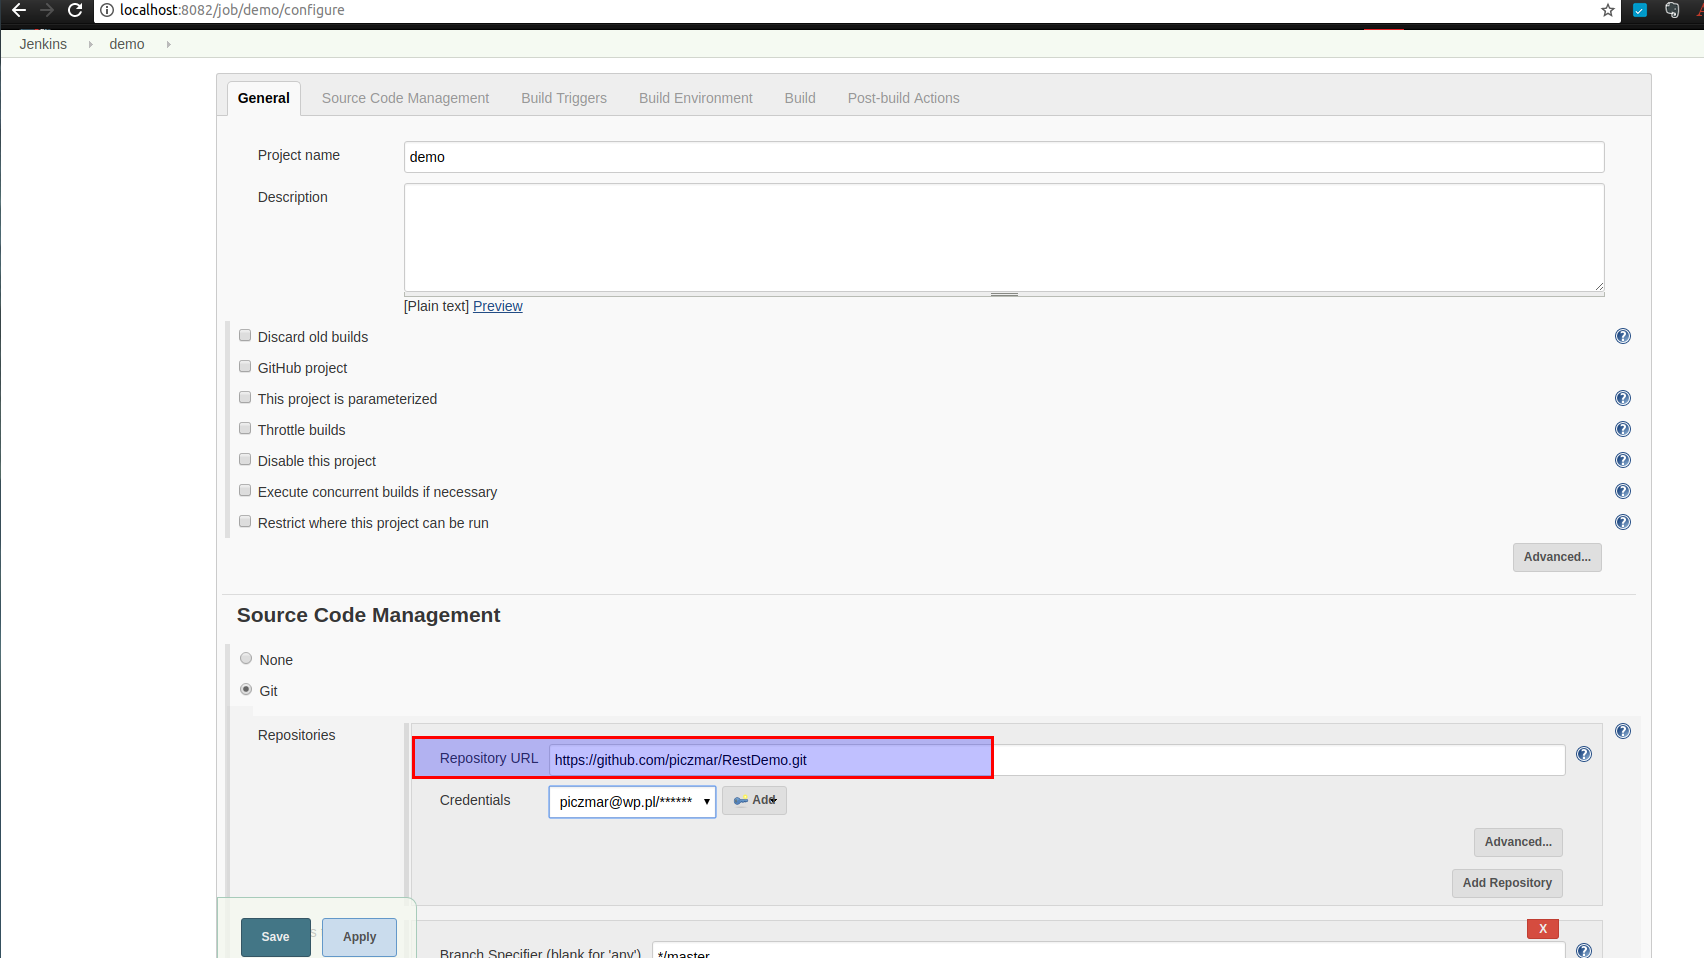 localhost:8082/job/demo/configure
Jenkins demo
General Source Code Management Build Triggers Build Environment Build Post-build Actions
Project name demo
Description
[Plain text] Preview
Discard old builds
GitHub project
This project is parameterized
Throttle builds
Disable this project
Execute concurrent builds if necessary
Restrict where this project can be run
Advanced...
Source Code Management
None
Git
Repositories
Repository URL https://github.com/piczmar/RestDemo.git
Credentials piczmar@wp.pl/****** Add
Advanced...
Add Repository
X
Save Apply
Branch Specifier (blank for 'any') */master